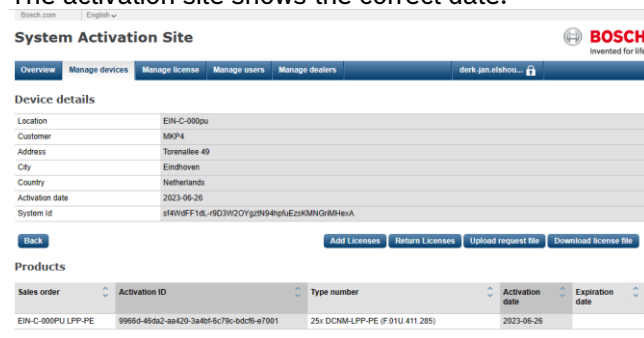 The activation site shows the correct date.
Bosch.com English
System Activation Site
BOSCH
Invented for life
Overview Manage devices Manage license Manage users Manage dealers derk-jan.elshou...
Device details
Location EIN-C-000pu
Customer MKP4
Address Torenallee 49
City Eindhoven
Country Netherlands
Activation date 2023-06-26
System Id sf4WdFF1dL-r9D3W2OYgztN94hpfuEzsKMNGriMHexA
Back Add Licenses Return Licenses Upload request file Download license file
Products
Sales order Activation ID Type number Activation date Expiration date
EIN-C-000PU LPP-PE 9966d-46da2-aa420-3a4bf-6c79c-bdcf6-e7001 25x DCNM-LPP-PE (F.01U.411.285) 2023-06-26